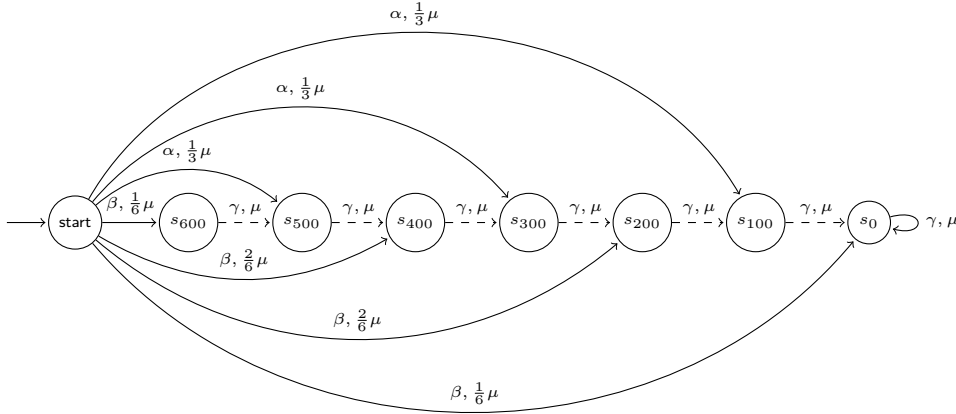 α, 1/3 μ
α, 1/3 μ
α, 1/3 μ
start
β, 1/6 μ
s₆₀₀
γ, μ
s₅₀₀
γ, μ
s₄₀₀
γ, μ
s₃₀₀
γ, μ
s₂₀₀
γ, μ
s₁₀₀
γ, μ
s₀
γ, μ
β, 2/6 μ
β, 2/6 μ
β, 1/6 μ